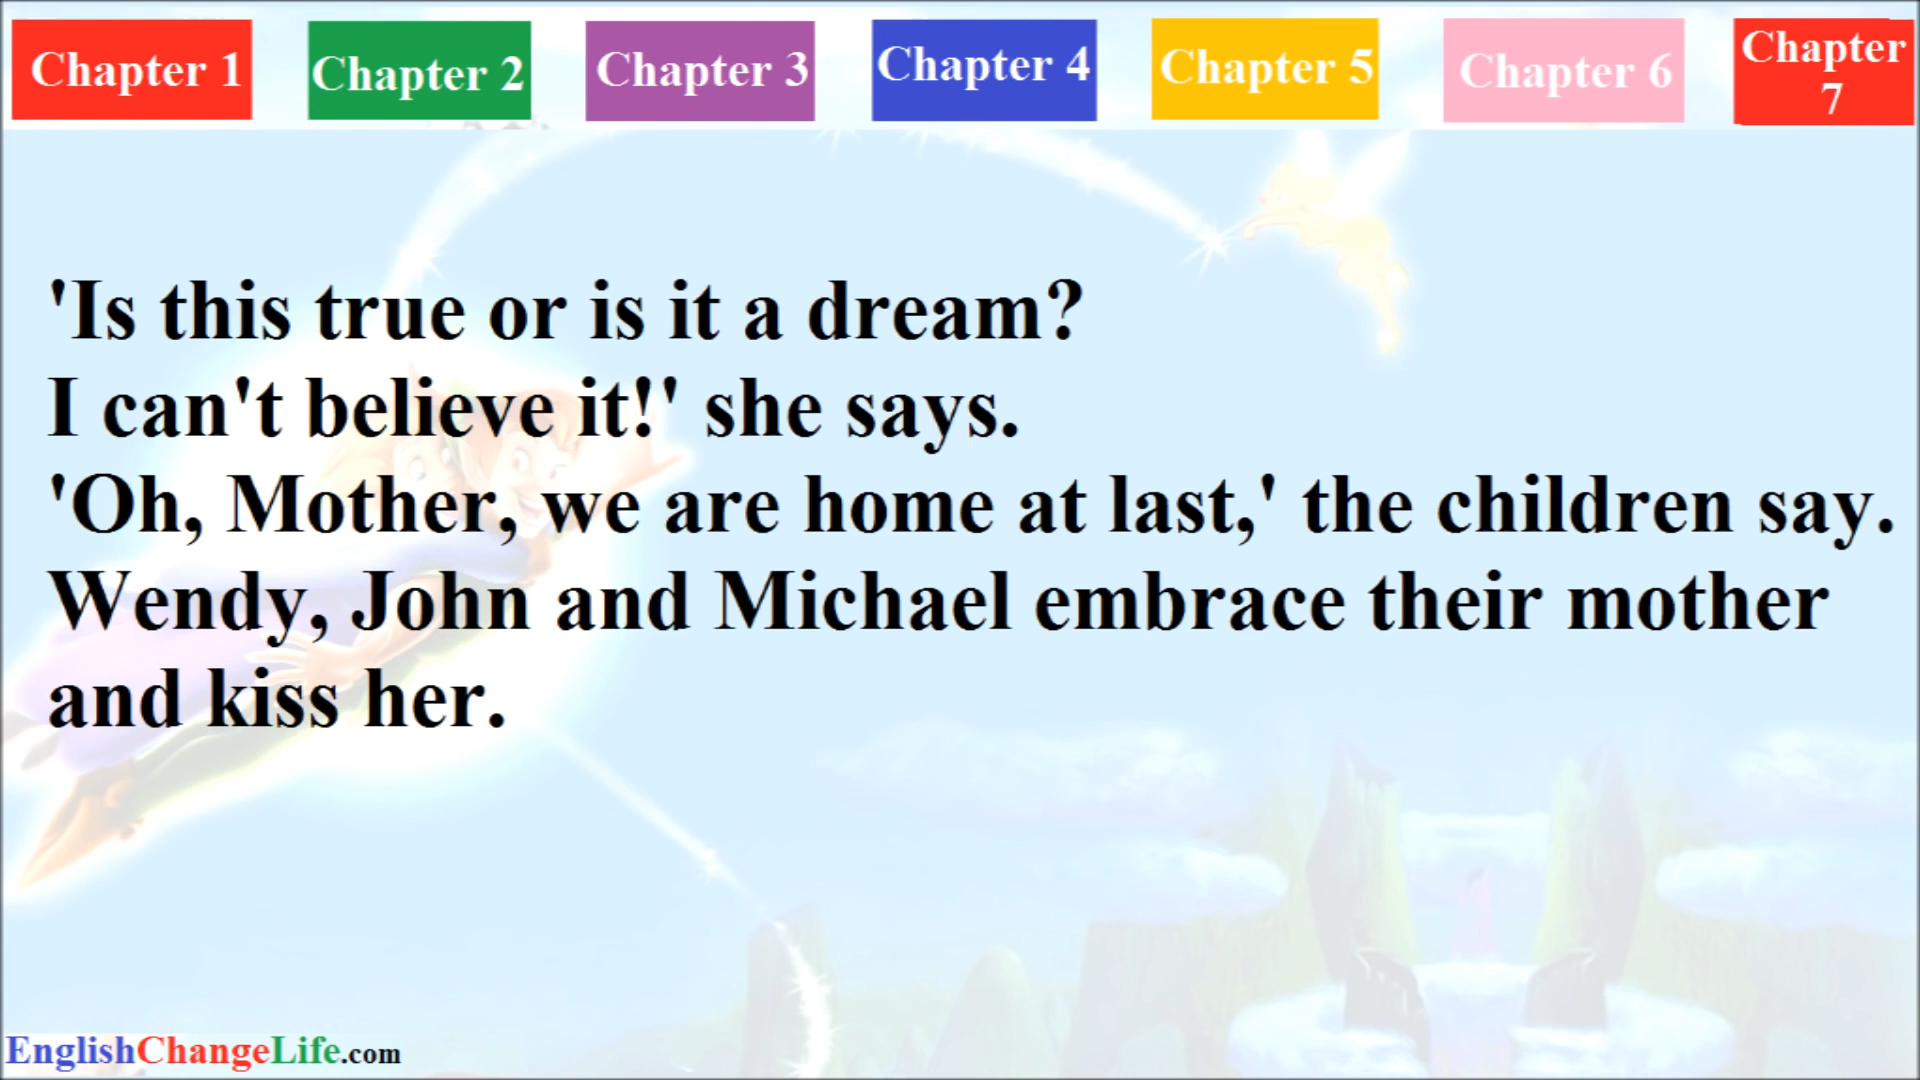 Chapter 1
Chapter 2
Chapter 3
Chapter 4
Chapter 5
Chapter 6
Chapter
7
'Is this true or is it a dream?
I can't believe it!' she says.
'Oh, Mother, we are home at last,' the children say.
Wendy, John and Michael embrace their mother
and kiss her.
EnglishChangeLife.com